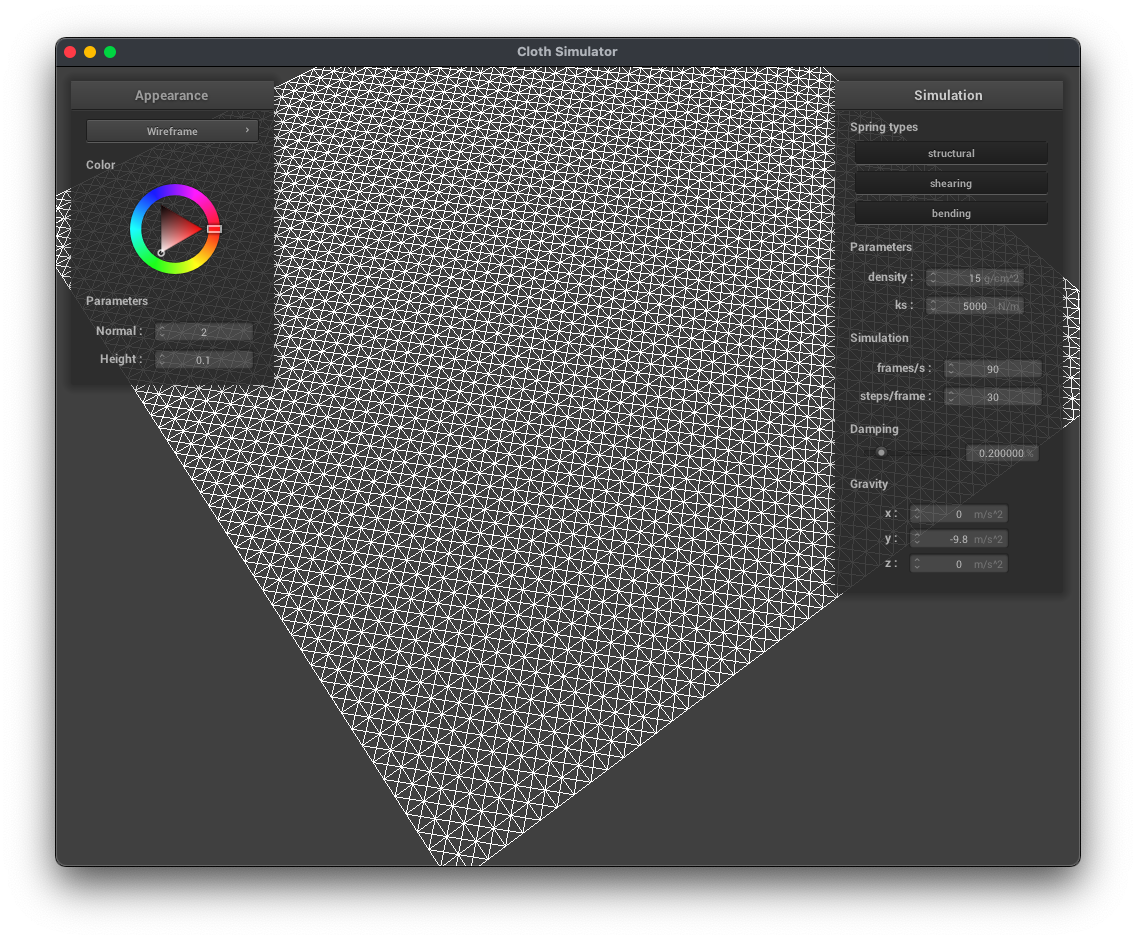 Cloth Simulator
Appearance
Wireframe
Color
Parameters
Normal : 2
Height : 0.1
Simulation
Spring types
structural
shearing
bending
Parameters
density : 15 g/cm^2
ks : 5000 N/m
Simulation
frames/s : 90
steps/frame : 30
Damping
0.200000 %
Gravity
x : 0 m/s^2
y : -9.8 m/s^2
z : 0 m/s^2